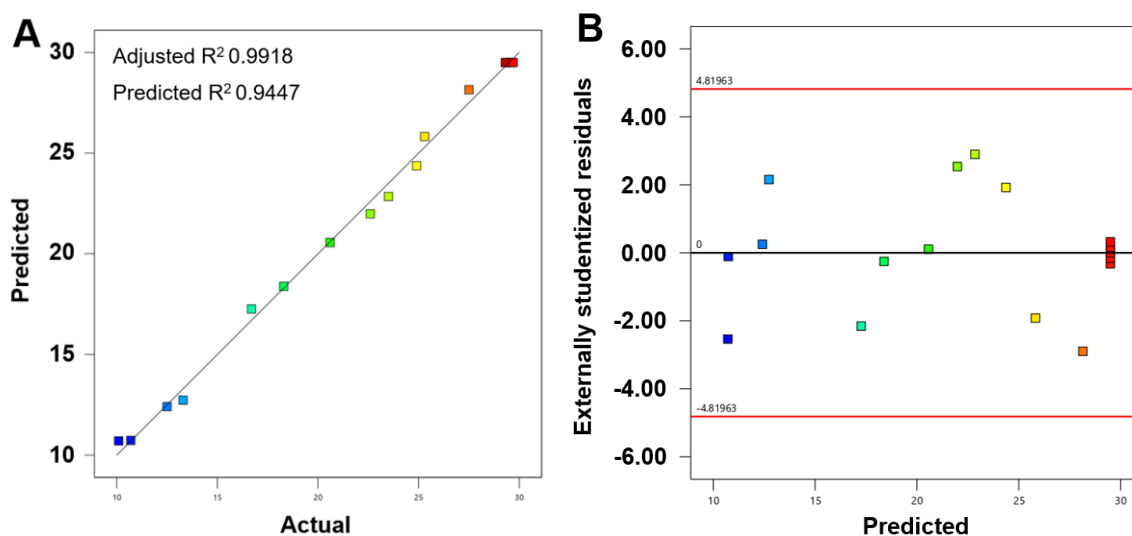 A
Adjusted R² 0.9918
Predicted R² 0.9447
Predicted
30
25
20
15
10
10 15 20 25 30
Actual
B
Externally studentized residuals
6.00
4.81963
4.00
2.00
0
0.00
-2.00
-4.00
-4.81963
-6.00
10 15 20 25 30
Predicted